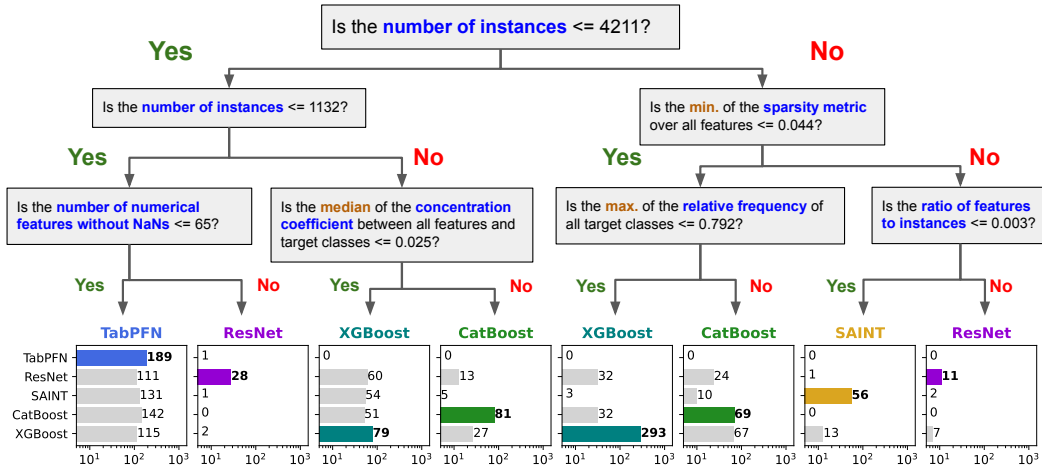 Is the number of instances <= 4211?
Yes
No
Is the number of instances <= 1132?
Is the min. of the sparsity metric
over all features <= 0.044?
Yes
No
Yes
No
Is the number of numerical
features without NaNs <= 65?
Is the median of the concentration
coefficient between all features and
target classes <= 0.025?
Is the max. of the relative frequency of
all target classes <= 0.792?
Is the ratio of features
to instances <= 0.003?
Yes
No
Yes
No
Yes
No
Yes
No
TabPFN
ResNet
XGBoost
CatBoost
XGBoost
CatBoost
SAINT
ResNet
TabPFN 189 1 0 0 0 0 0 0
ResNet 111 28 60 13 32 24 1 11
SAINT 131 1 54 5 3 10 56 2
CatBoost 142 0 51 81 32 69 0 0
XGBoost 115 2 79 27 293 67 13 7
10¹ 10² 10³ 10¹ 10² 10³ 10¹ 10² 10³ 10¹ 10² 10³ 10¹ 10² 10³ 10¹ 10² 10³ 10¹ 10² 10³ 10¹ 10² 10³